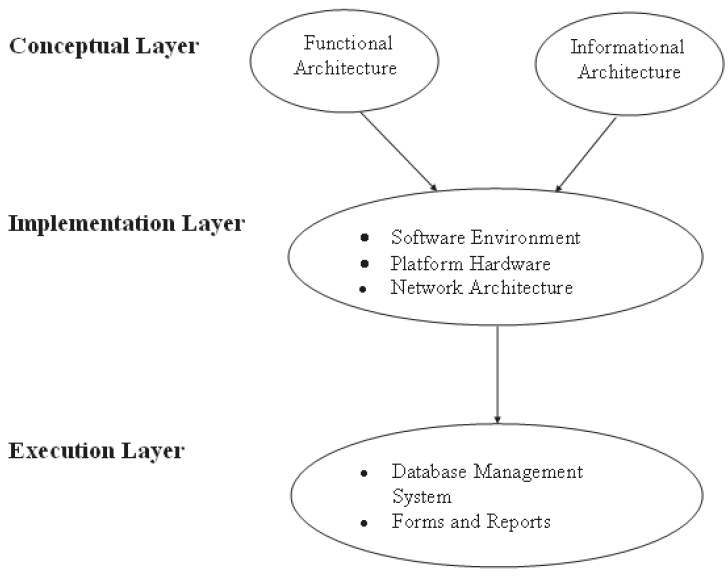 Conceptual Layer
Functional
Architecture
Informational
Architecture
Implementation Layer
• Software Environment
• Platform Hardware
• Network Architecture
Execution Layer
• Database Management
System
• Forms and Reports